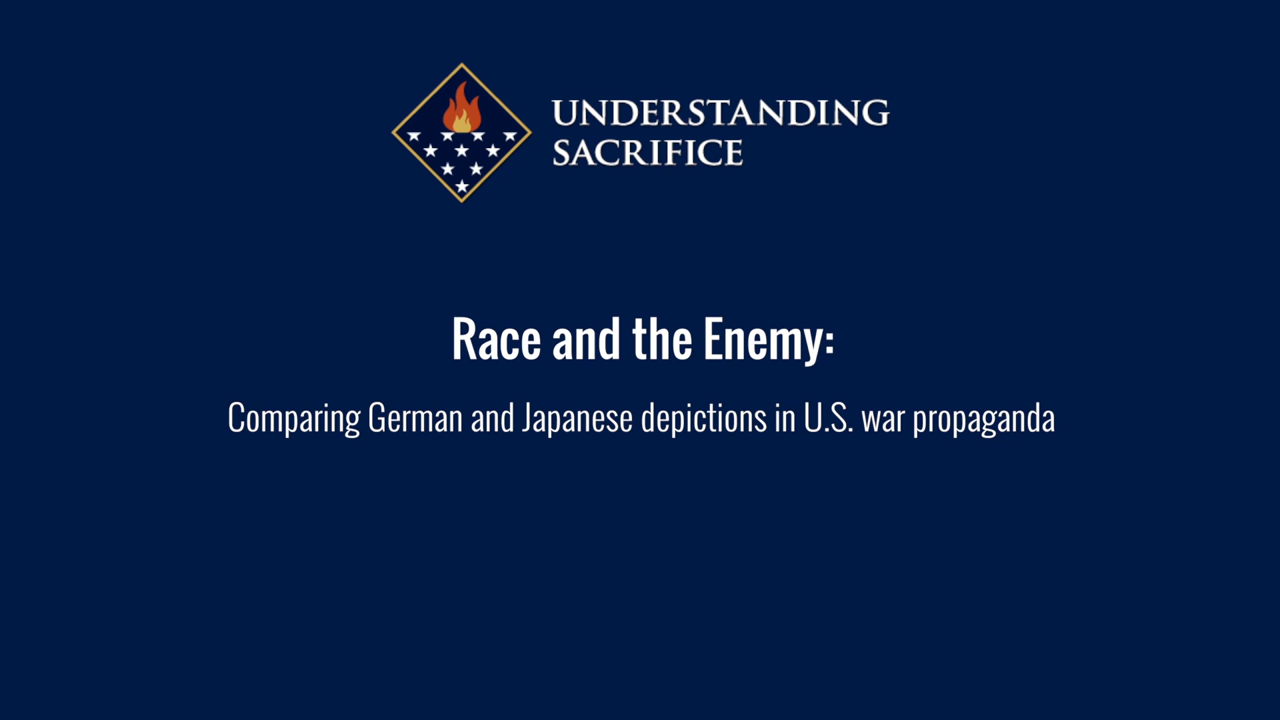 UNDERSTANDING
SACRIFICE
Race and the Enemy:
Comparing German and Japanese depictions in U.S. war propaganda